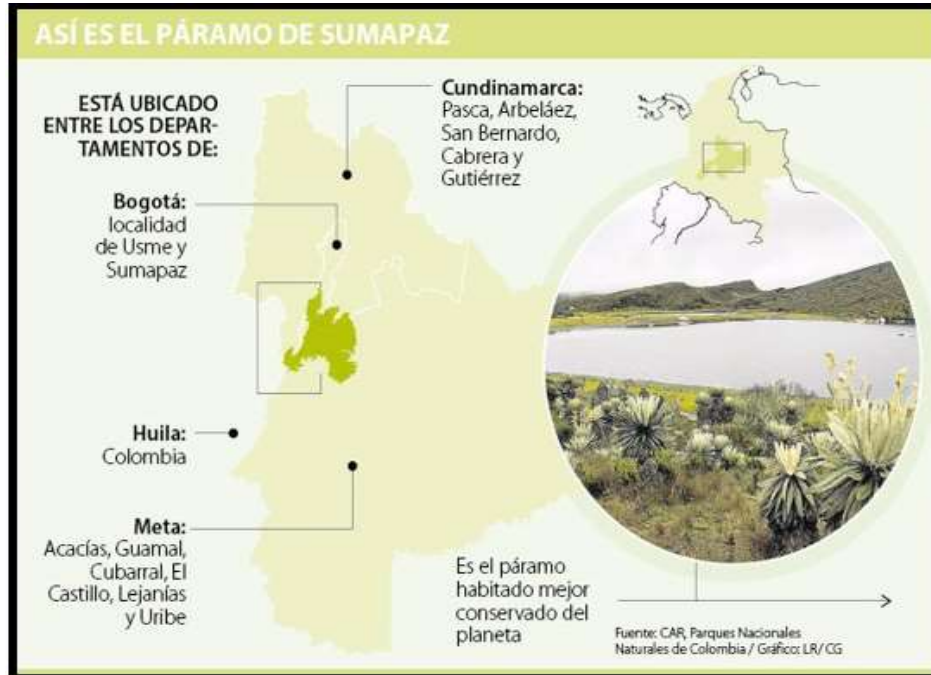 ASÍ ES EL PÁRAMO DE SUMAPAZ
ESTÁ UBICADO
ENTRE LOS DEPAR-
TAMENTOS DE:
Cundinamarca:
Pasca, Arbeláez,
San Bernardo,
Cabrera y
Gutiérrez
Bogotá:
localidad
de Usme y
Sumapaz
Huila:
Colombia
Meta:
Acacías, Guamal,
Cubarral, El
Castillo, Lejanías
y Uribe
Es el páramo
habitado mejor
conservado del
planeta
Fuente: CAR, Parques Nacionales
Naturales de Colombia / Gráfico: LR/ CG